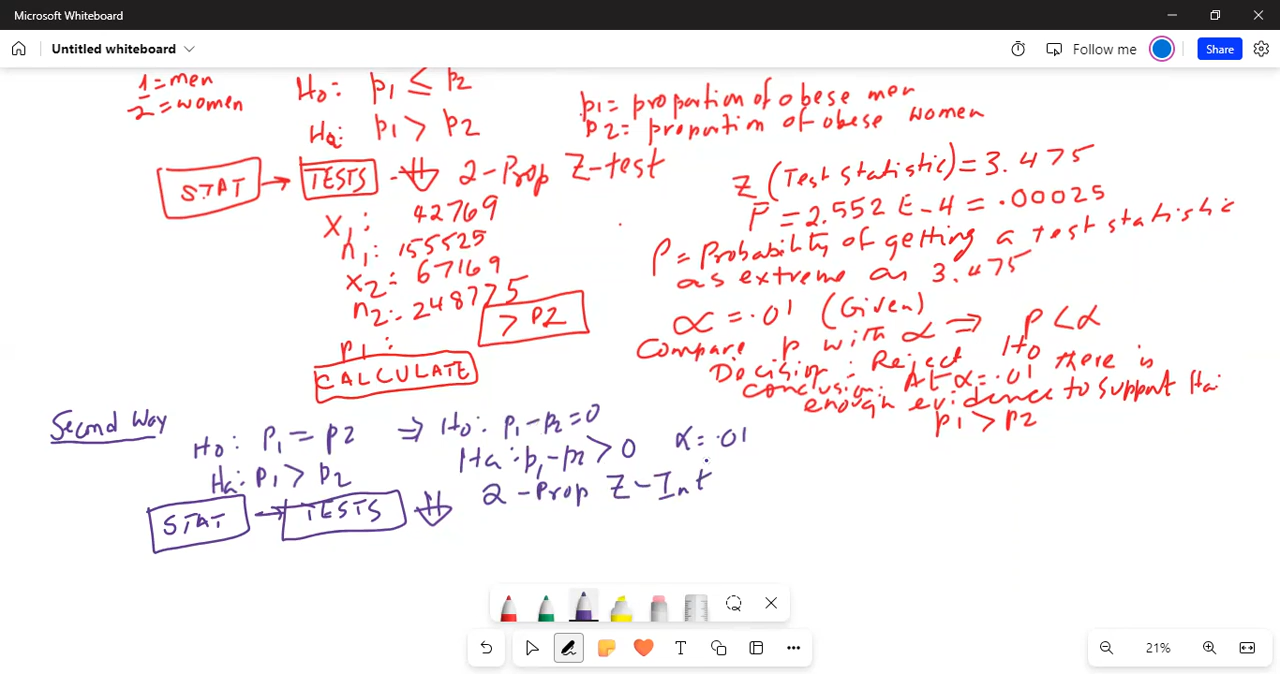 Microsoft Whiteboard
Untitled whiteboard
Follow me
Share
1 = men
2 = women
Ho: p1 ≤ p2
Ha: p1 > p2
p1 = proportion of obese men
p2 = proportion of obese women
STAT → TESTS 2-Prop Z-test
x1: 42769
n1: 155525
x2: 67169
n2: 248775
p1: > P2
CALCULATE
Z (Test statistic) = 3.475
P = 2.552 E-4 = .00025
P = Probability of getting a test statistic
as extreme as 3.475
α = .01 (Given)
Compare p with α ⇒ p < α
Decision: Reject Ho
Conclusion: At α = .01 there is
enough evidence to support Ha:
p1 > p2
Second Way
Ho: p1 = p2 ⇒ Ho: p1 - p2 = 0
Ha: p1 > p2 Ha: p1 - p2 > 0 α = .01
STAT → TESTS 2-Prop Z-Int
21%